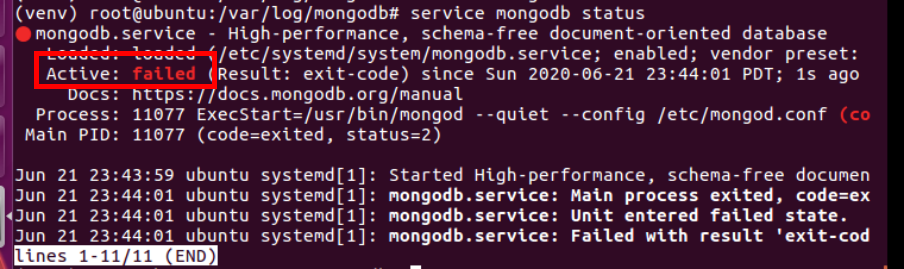 (venv) root@ubuntu:/var/log/mongodb# service mongodb status
● mongodb.service - High-performance, schema-free document-oriented database
Loaded: loaded (/etc/systemd/system/mongodb.service; enabled; vendor preset:
Active: failed (Result: exit-code) since Sun 2020-06-21 23:44:01 PDT; 1s ago
Docs: https://docs.mongodb.org/manual
Process: 11077 ExecStart=/usr/bin/mongod --quiet --config /etc/mongod.conf (co
Main PID: 11077 (code=exited, status=2)
Jun 21 23:43:59 ubuntu systemd[1]: Started High-performance, schema-free documen
Jun 21 23:44:01 ubuntu systemd[1]: mongodb.service: Main process exited, code=ex
Jun 21 23:44:01 ubuntu systemd[1]: mongodb.service: Unit entered failed state.
Jun 21 23:44:01 ubuntu systemd[1]: mongodb.service: Failed with result 'exit-cod
lines 1-11/11 (END)